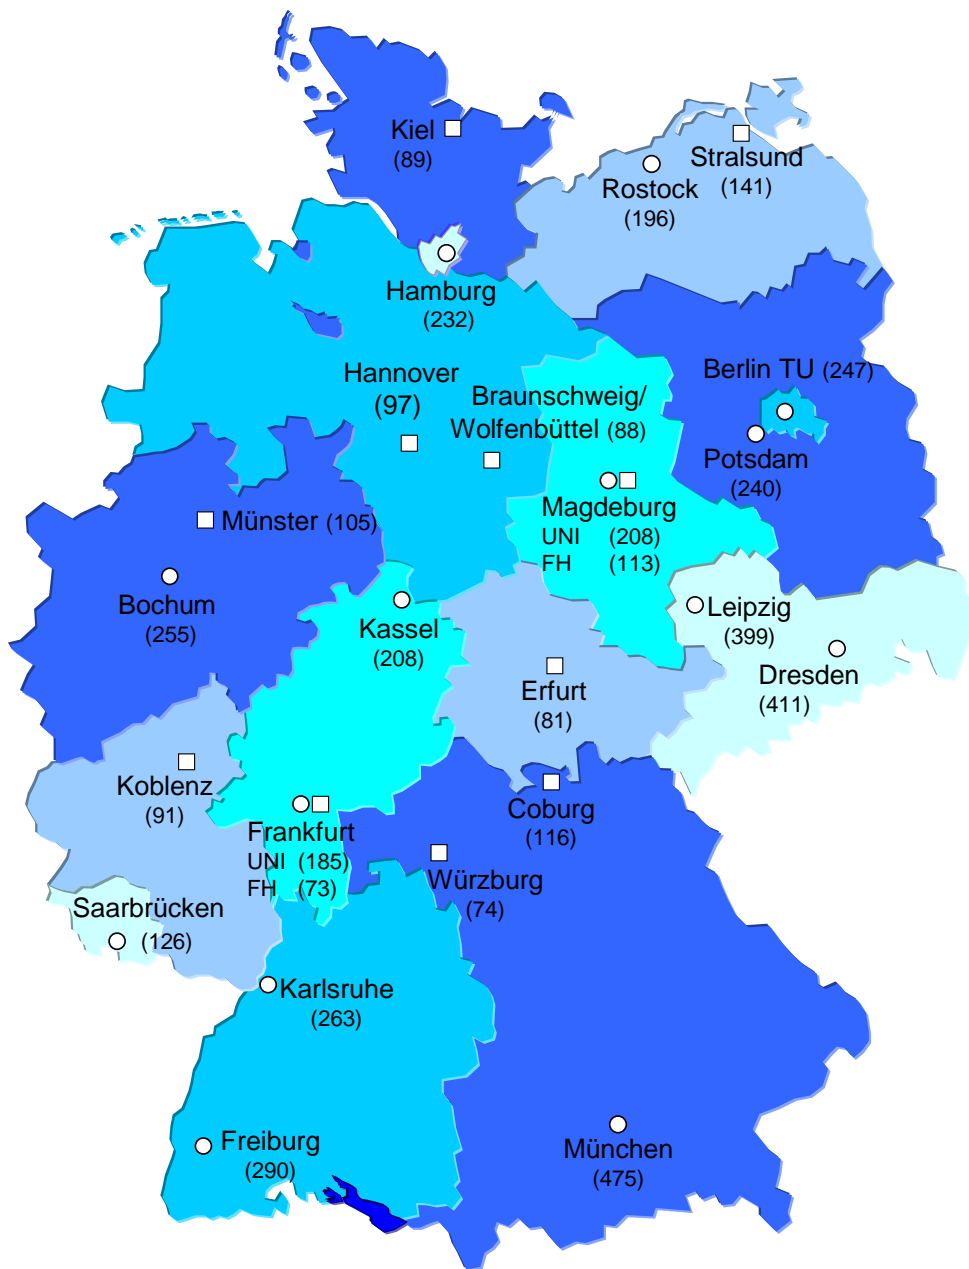 Kiel
(89)
Stralsund
(141)
Rostock
(196)
Hamburg
(232)
Hannover
(97)
Braunschweig/
Wolfenbüttel (88)
Berlin TU (247)
Potsdam
(240)
Magdeburg
UNI (208)
FH (113)
Münster (105)
Bochum
(255)
Kassel
(208)
Leipzig
(399)
Dresden
(411)
Erfurt
(81)
Koblenz
(91)
Coburg
(116)
Frankfurt
UNI (185)
FH (73)
Würzburg
(74)
Saarbrücken
(126)
Karlsruhe
(263)
Freiburg
(290)
München
(475)